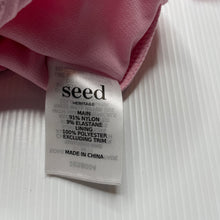 seed
HERITAGE
MAIN
91% NYLON
9% ELASTANE
LINING
100% POLYESTER
EXCLUDING TRIM
MADE IN CHINA